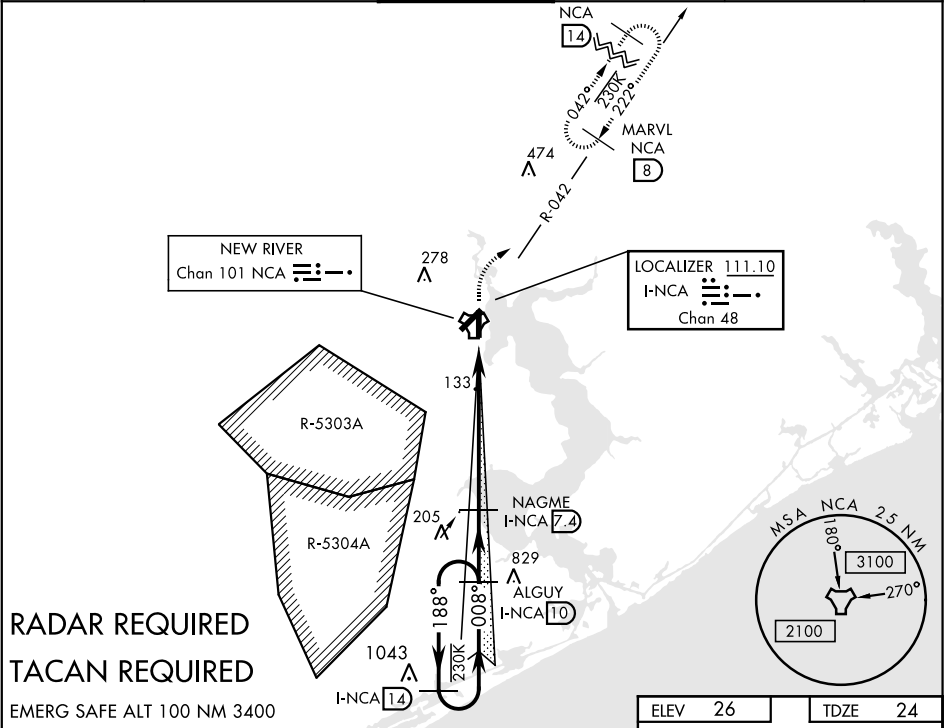 NCA
14
042°
230K
222°
MARVL
NCA
8
474
R-042
NEW RIVER
Chan 101 NCA
278
LOCALIZER 111.10
I-NCA
Chan 48
133
R-5303A
R-5304A
NAGME
I-NCA 7.4
205
829
ALGUY
I-NCA 10
188°
008°
230K
1043
I-NCA 14
MSA NCA 25 NM
180°
3100
270°
2100
RADAR REQUIRED
TACAN REQUIRED
EMERG SAFE ALT 100 NM 3400
ELEV 26
TDZE 24